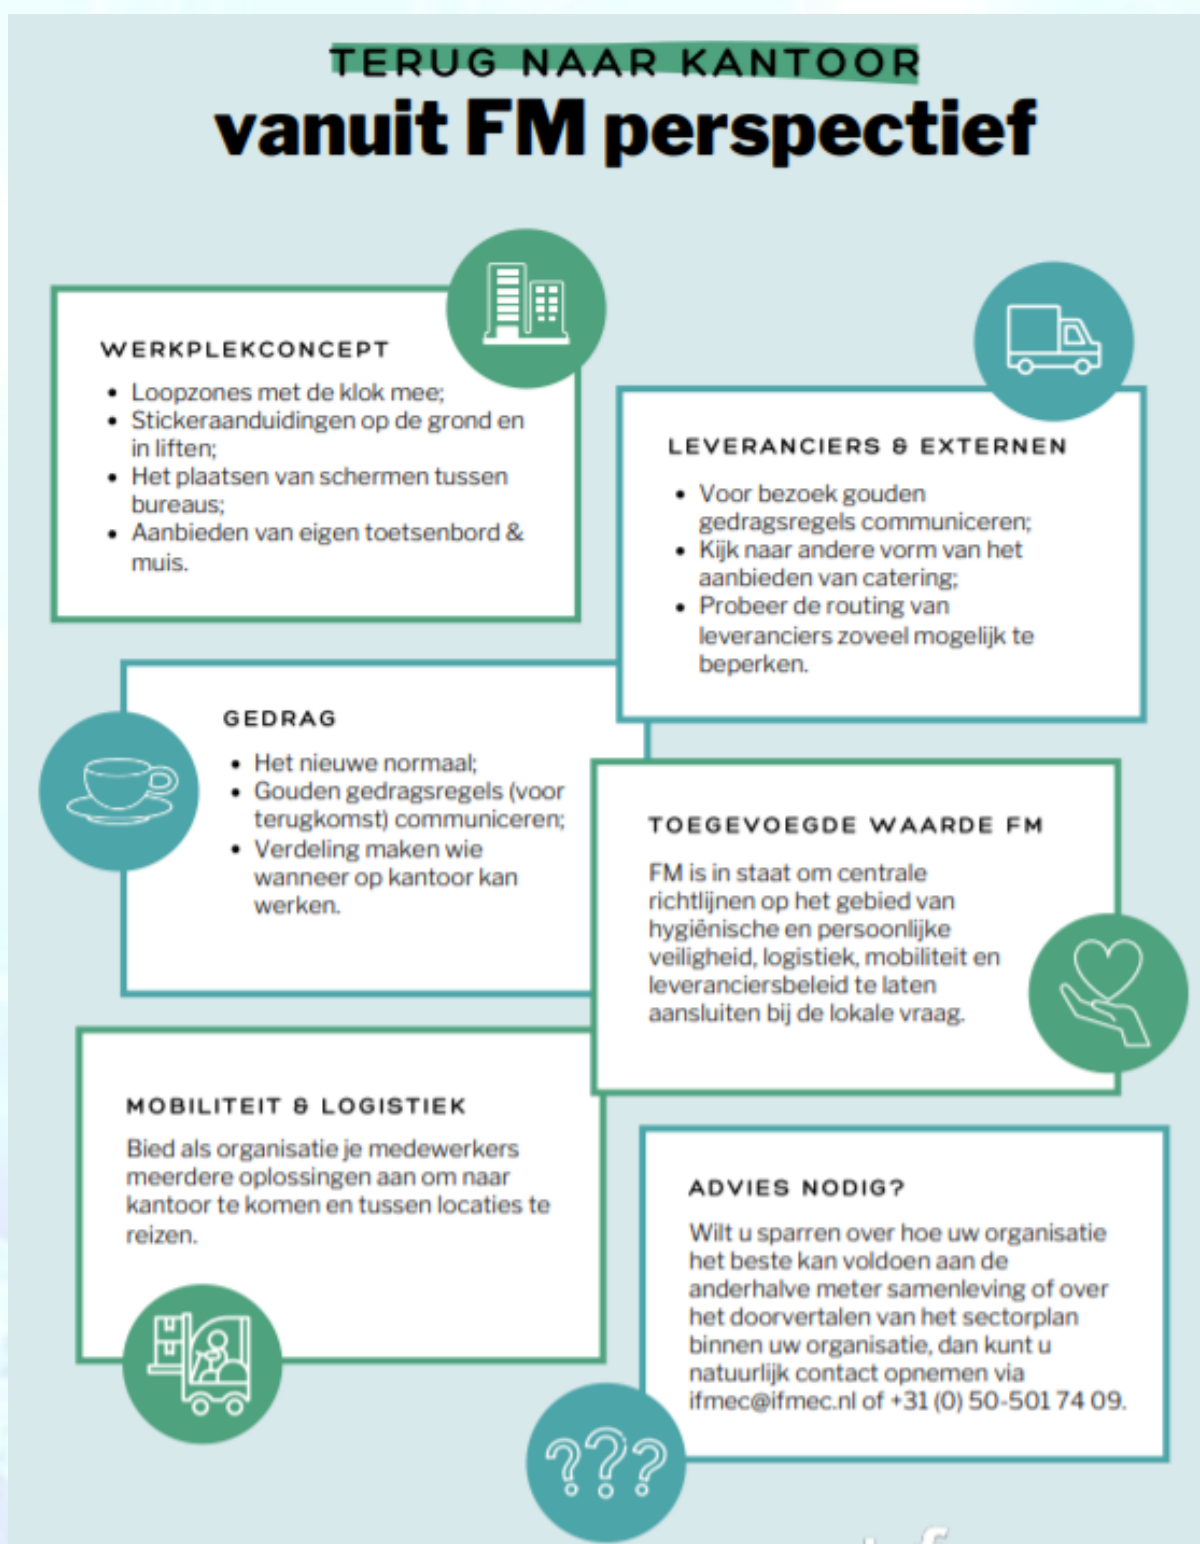 TERUG NAAR KANTOOR
vanuit FM perspectief
WERKPLEKCONCEPT
• Loopzones met de klok mee;
• Stickeraanduidingen op de grond en
in liften;
• Het plaatsen van schermen tussen
bureaus;
• Aanbieden van eigen toetsenbord &
muis.
LEVERANCIERS & EXTERNEN
• Voor bezoek gouden
gedragsregels communiceren;
• Kijk naar andere vorm van het
aanbieden van catering;
• Probeer de routing van
leveranciers zoveel mogelijk te
beperken.
GEDRAG
• Het nieuwe normaal;
• Gouden gedragsregels (voor
terugkomst) communiceren;
• Verdeling maken wie
wanneer op kantoor kan
werken.
TOEGEVOEGDE WAARDE FM
FM is in staat om centrale
richtlijnen op het gebied van
hygiënische en persoonlijke
veiligheid, logistiek, mobiliteit en
leveranciersbeleid te laten
aansluiten bij de lokale vraag.
MOBILITEIT & LOGISTIEK
Bied als organisatie je medewerkers
meerdere oplossingen aan om naar
kantoor te komen en tussen locaties te
reizen.
ADVIES NODIG?
Wilt u sparren over hoe uw organisatie
het beste kan voldoen aan de
anderhalve meter samenleving of over
het doorvertalen van het sectorplan
binnen uw organisatie, dan kunt u
natuurlijk contact opnemen via
ifmec@ifmec.nl of +31 (0) 50-501 74 09.
???